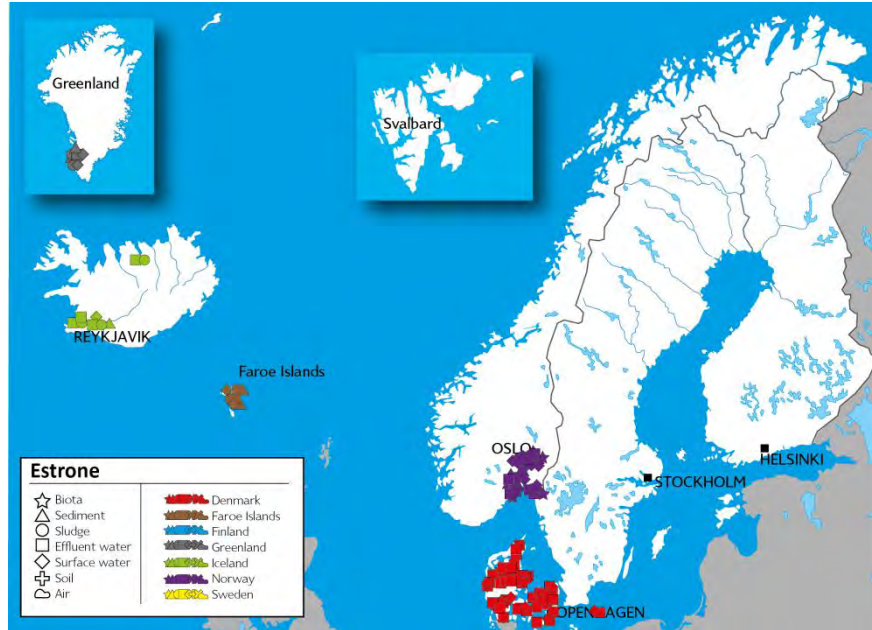 Greenland
Svalbard
REYKJAVIK
Faroe Islands
OSLO
HELSINKI
STOCKHOLM
OPENHAGEN
Estrone
Biota
Sediment
Sludge
Effluent water
Surface water
Soil
Air
Denmark
Faroe Islands
Finland
Greenland
Iceland
Norway
Sweden